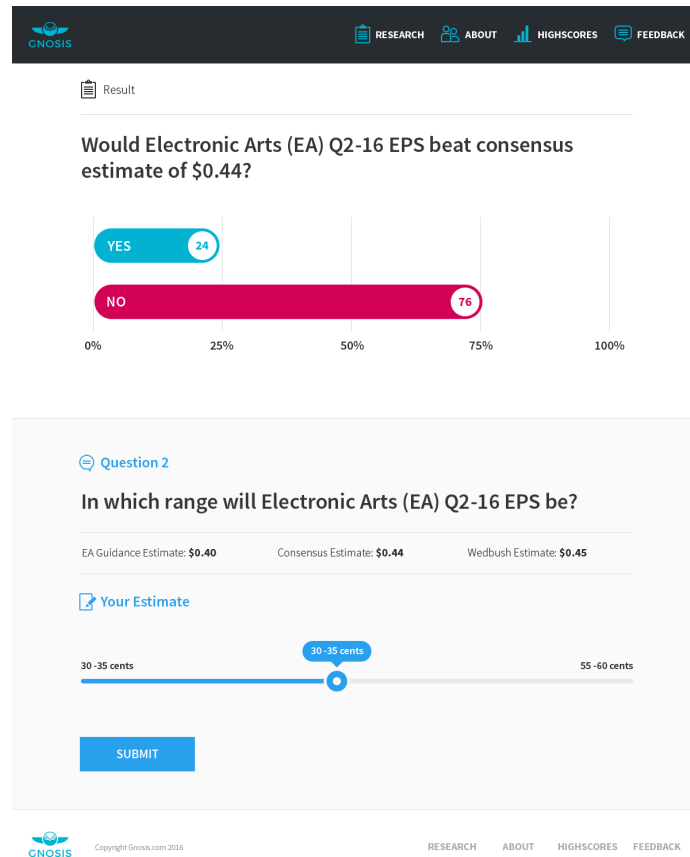 GNOSIS
RESEARCH ABOUT HIGHSCORES FEEDBACK
Result
Would Electronic Arts (EA) Q2-16 EPS beat consensus
estimate of $0.44?
YES 24
NO 76
0% 25% 50% 75% 100%
Question 2
In which range will Electronic Arts (EA) Q2-16 EPS be?
EA Guidance Estimate: $0.40 Consensus Estimate: $0.44 Wedbush Estimate: $0.45
Your Estimate
30 -35 cents
30 -35 cents 55 -60 cents
SUBMIT
GNOSIS
Copyright Gnosis.com 2016
RESEARCH ABOUT HIGHSCORES FEEDBACK